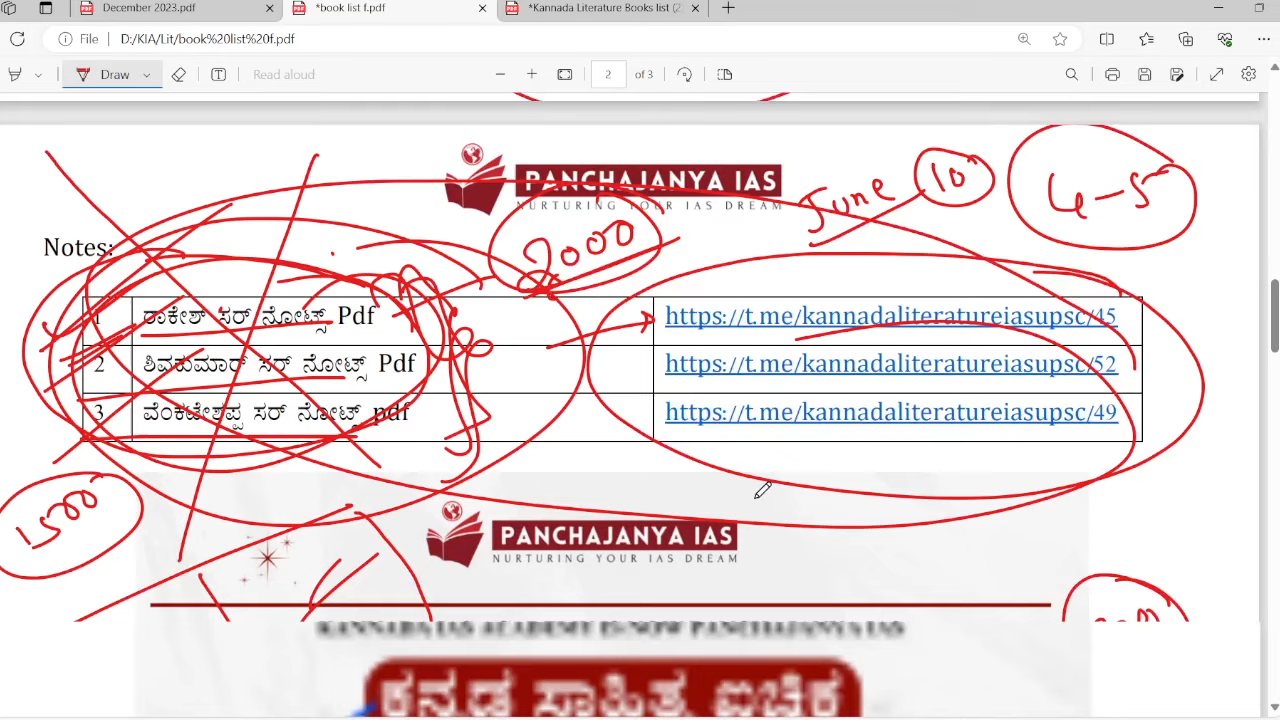 December 2023.pdf
*book list f.pdf
*Kannada Literature Books list (2)
File
D:/KIA/Lit/book%20list%20f.pdf
Draw
Read aloud
2 of 3
PANCHAJANYA IAS
NURTURING YOUR IAS DREAM
June 10
4-5
Notes:
2000
1 ರಾಕೇಶ್ ಸರ್ ನೋಟ್ಸ್ Pdf https://t.me/kannadaliteratureiasupsc/45
2 ಶಿವಕುಮಾರ್ ಸರ್ ನೋಟ್ಸ್ Pdf https://t.me/kannadaliteratureiasupsc/52
3 ವೆಂಕಟೇಶಪ್ಪ ಸರ್ ನೋಟ್ಸ್ pdf https://t.me/kannadaliteratureiasupsc/49
1500
PANCHAJANYA IAS
NURTURING YOUR IAS DREAM
KANNADA IAS ACADEMY IS NOW PANCHAJANYA IAS
ಕನ್ನಡ ಸಾಹಿತ್ಯ ಐಚ್ಛಿಕ